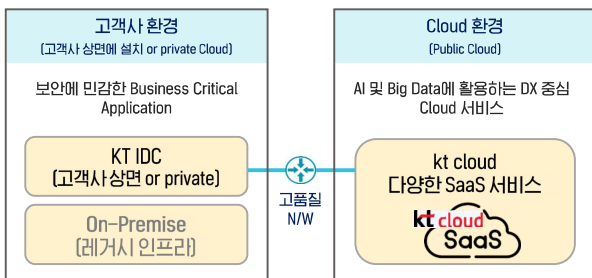 고객사 환경
(고객사 상면에 설치 or private Cloud)
보안에 민감한 Business Critical
Application
KT IDC
(고객사 상면 or private)
On-Premise
(레거시 인프라)
고품질
N/W
Cloud 환경
(Public Cloud)
AI 및 Big Data에 활용하는 DX 중심
Cloud 서비스
kt cloud
다양한 SaaS 서비스
kt cloud
SaaS